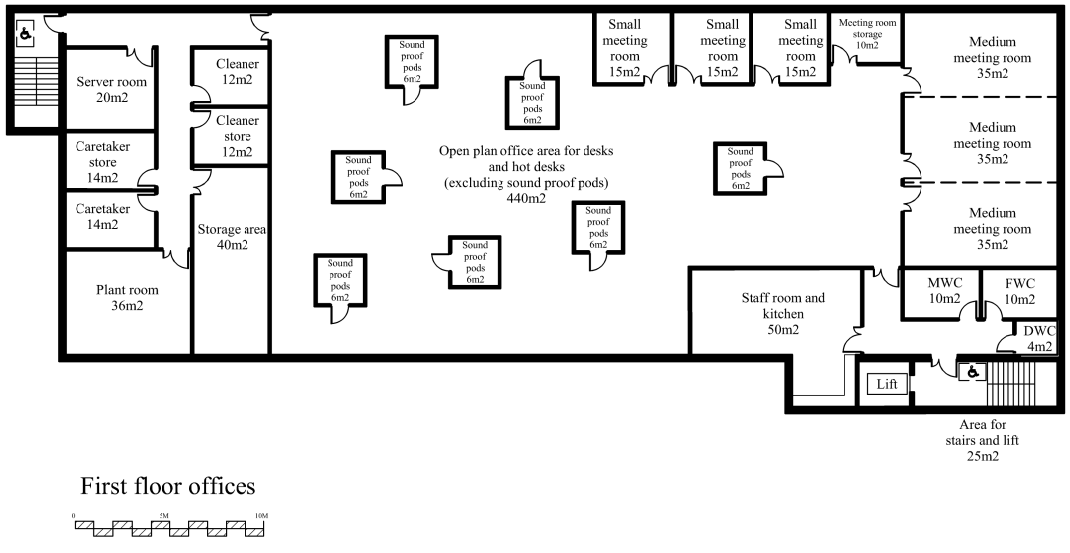 Small
meeting
room
15m2
Small
meeting
room
15m2
Small
meeting
room
15m2
Meeting room
storage
10m2
Medium
meeting room
35m2
Sound
proof
pods
6m2
Server room
20m2
Cleaner
12m2
Sound
proof
pods
6m2
Cleaner
store
12m2
Medium
meeting room
35m2
Caretaker
store
14m2
Sound
proof
pods
6m2
Open plan office area for desks
and hot desks
(excluding sound proof pods)
440m2
Sound
proof
pods
6m2
Caretaker
14m2
Storage area
40m2
Sound
proof
pods
6m2
Medium
meeting room
35m2
Sound
proof
pods
6m2
Sound
proof
pods
6m2
Plant room
36m2
Staff room and
kitchen
50m2
MWC
10m2
FWC
10m2
DWC
4m2
Lift
Area for
stairs and lift
25m2
First floor offices
0 5M 10M